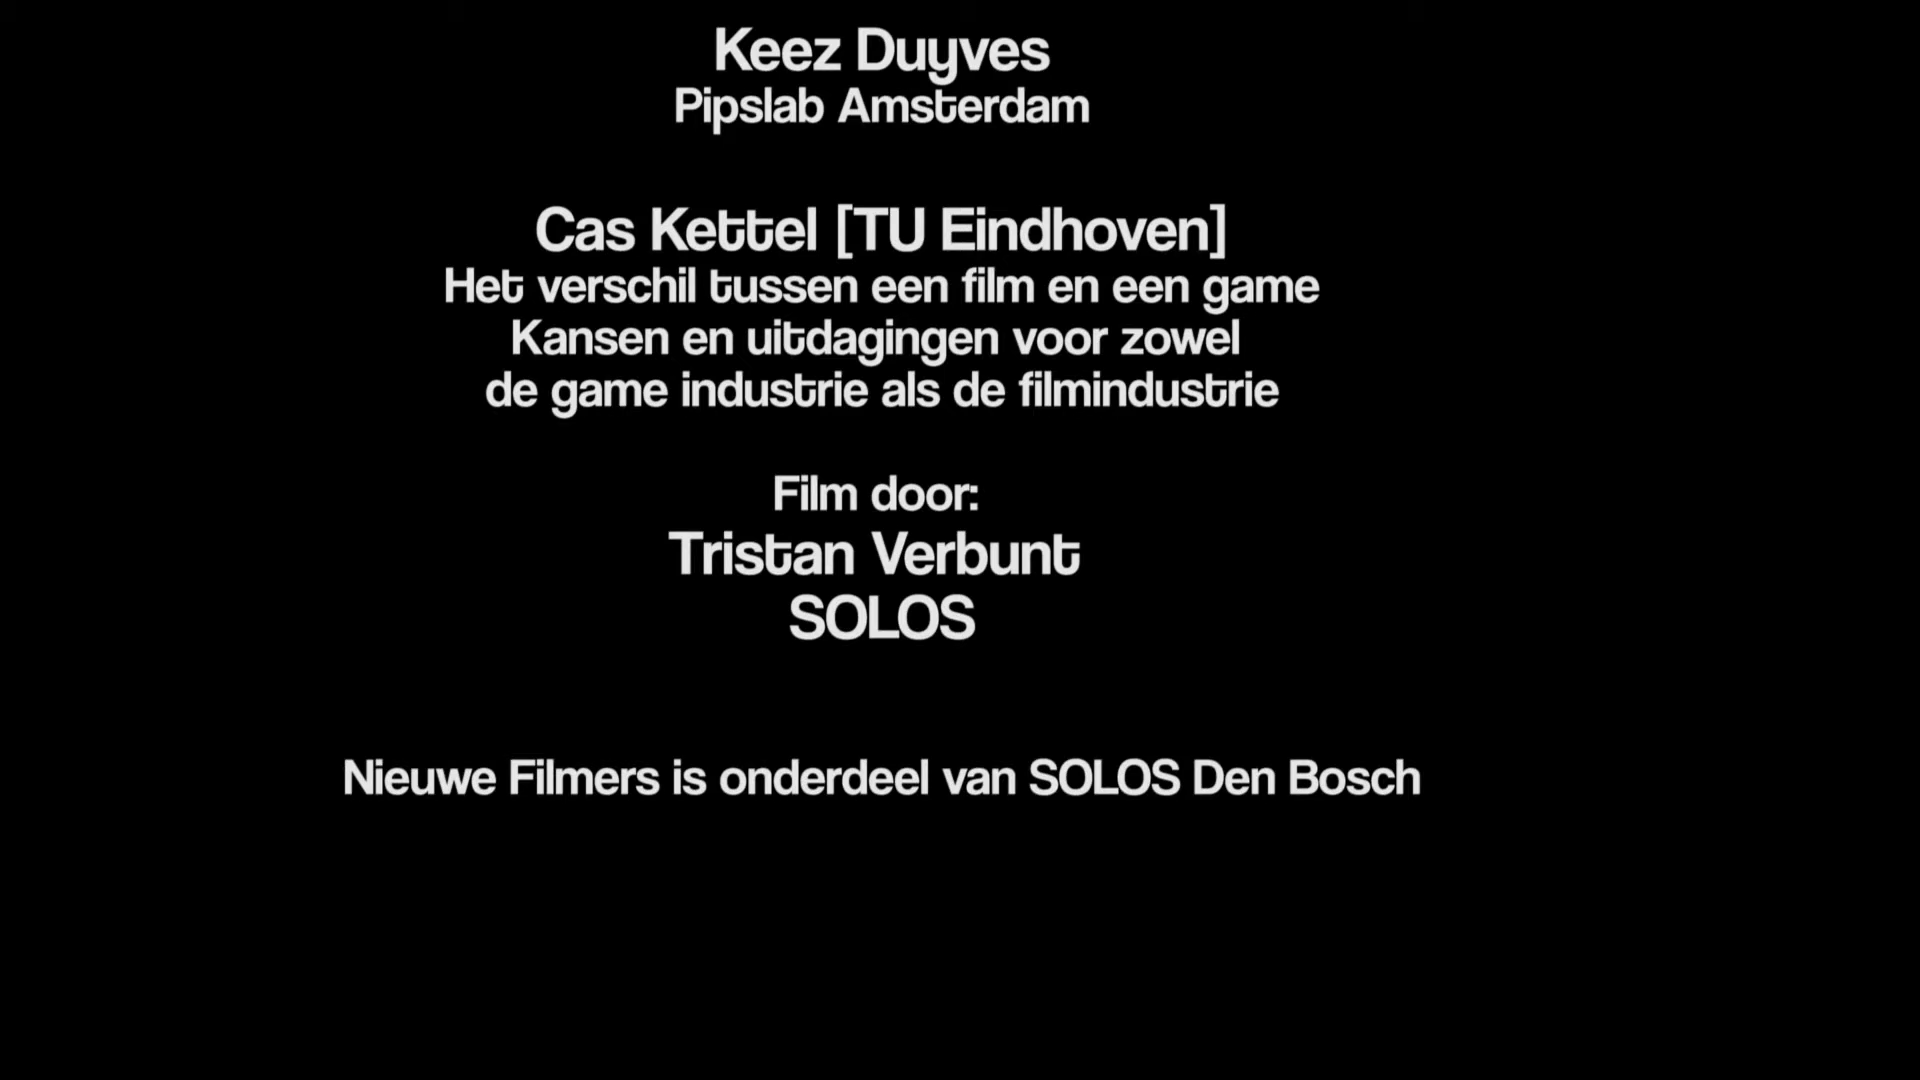 Keez Duyves
Pipslab Amsterdam
Cas Kettel [TU Eindhoven]
Het verschil tussen een film en een game
Kansen en uitdagingen voor zowel
de game industrie als de filmindustrie
Film door:
Tristan Verbunt
SOLOS
Nieuwe Filmers is onderdeel van SOLOS Den Bosch